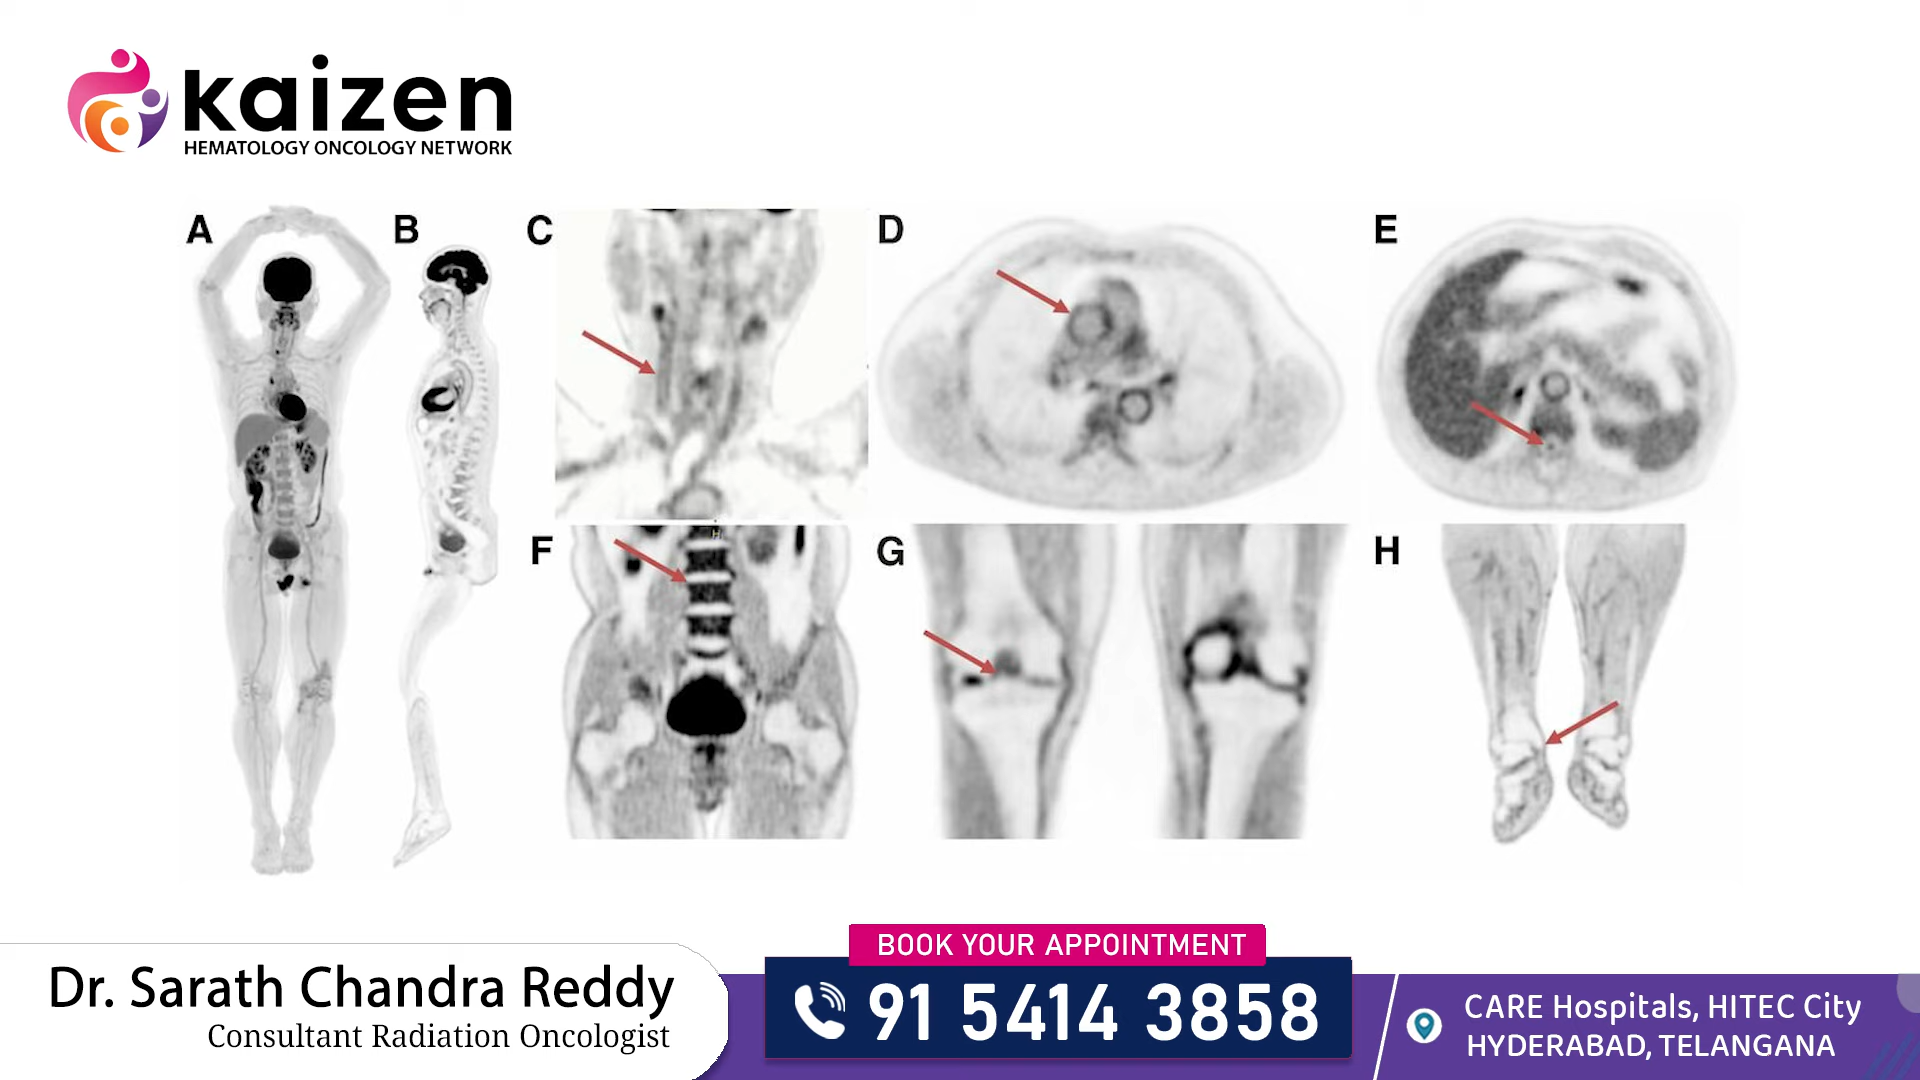 kaizen
HEMATOLOGY ONCOLOGY NETWORK
A
B
C
D
E
F
G
H
BOOK YOUR APPOINTMENT
91 5414 3858
Dr. Sarath Chandra Reddy
Consultant Radiation Oncologist
CARE Hospitals, HITEC City
HYDERABAD, TELANGANA